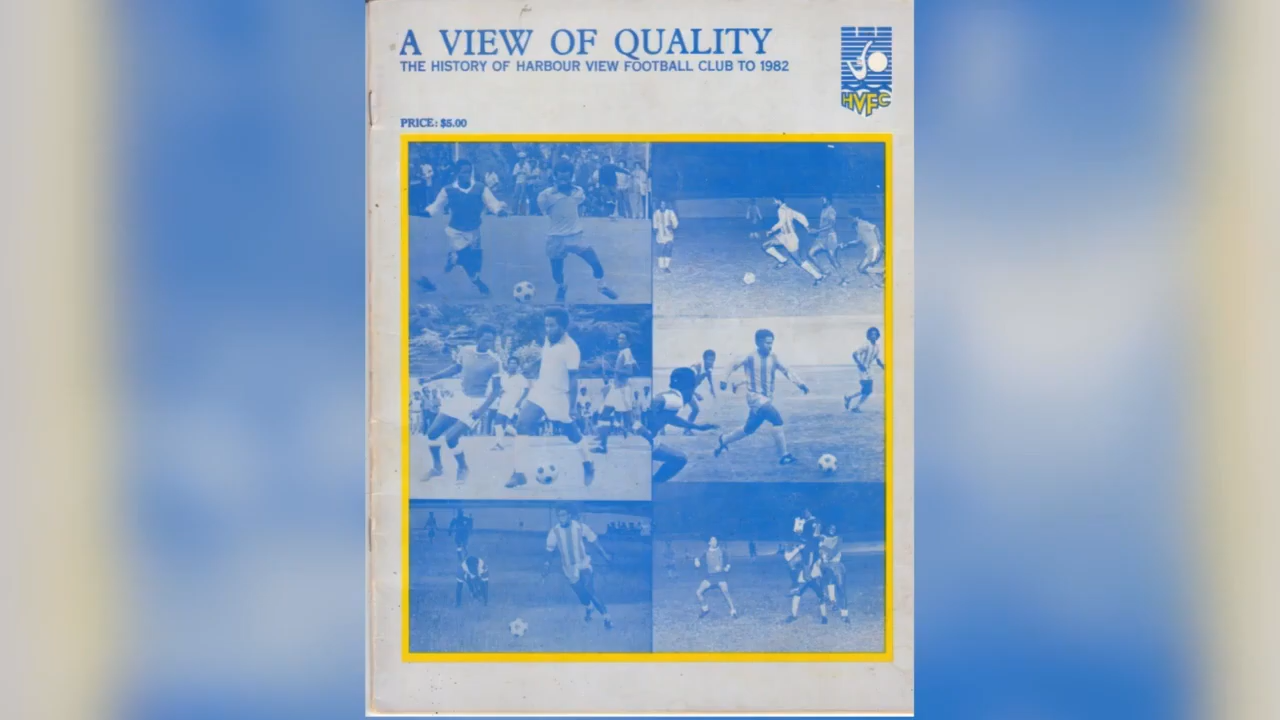 A VIEW OF QUALITY
THE HISTORY OF HARBOUR VIEW FOOTBALL CLUB TO 1982
HVFC
PRICE: $5.00